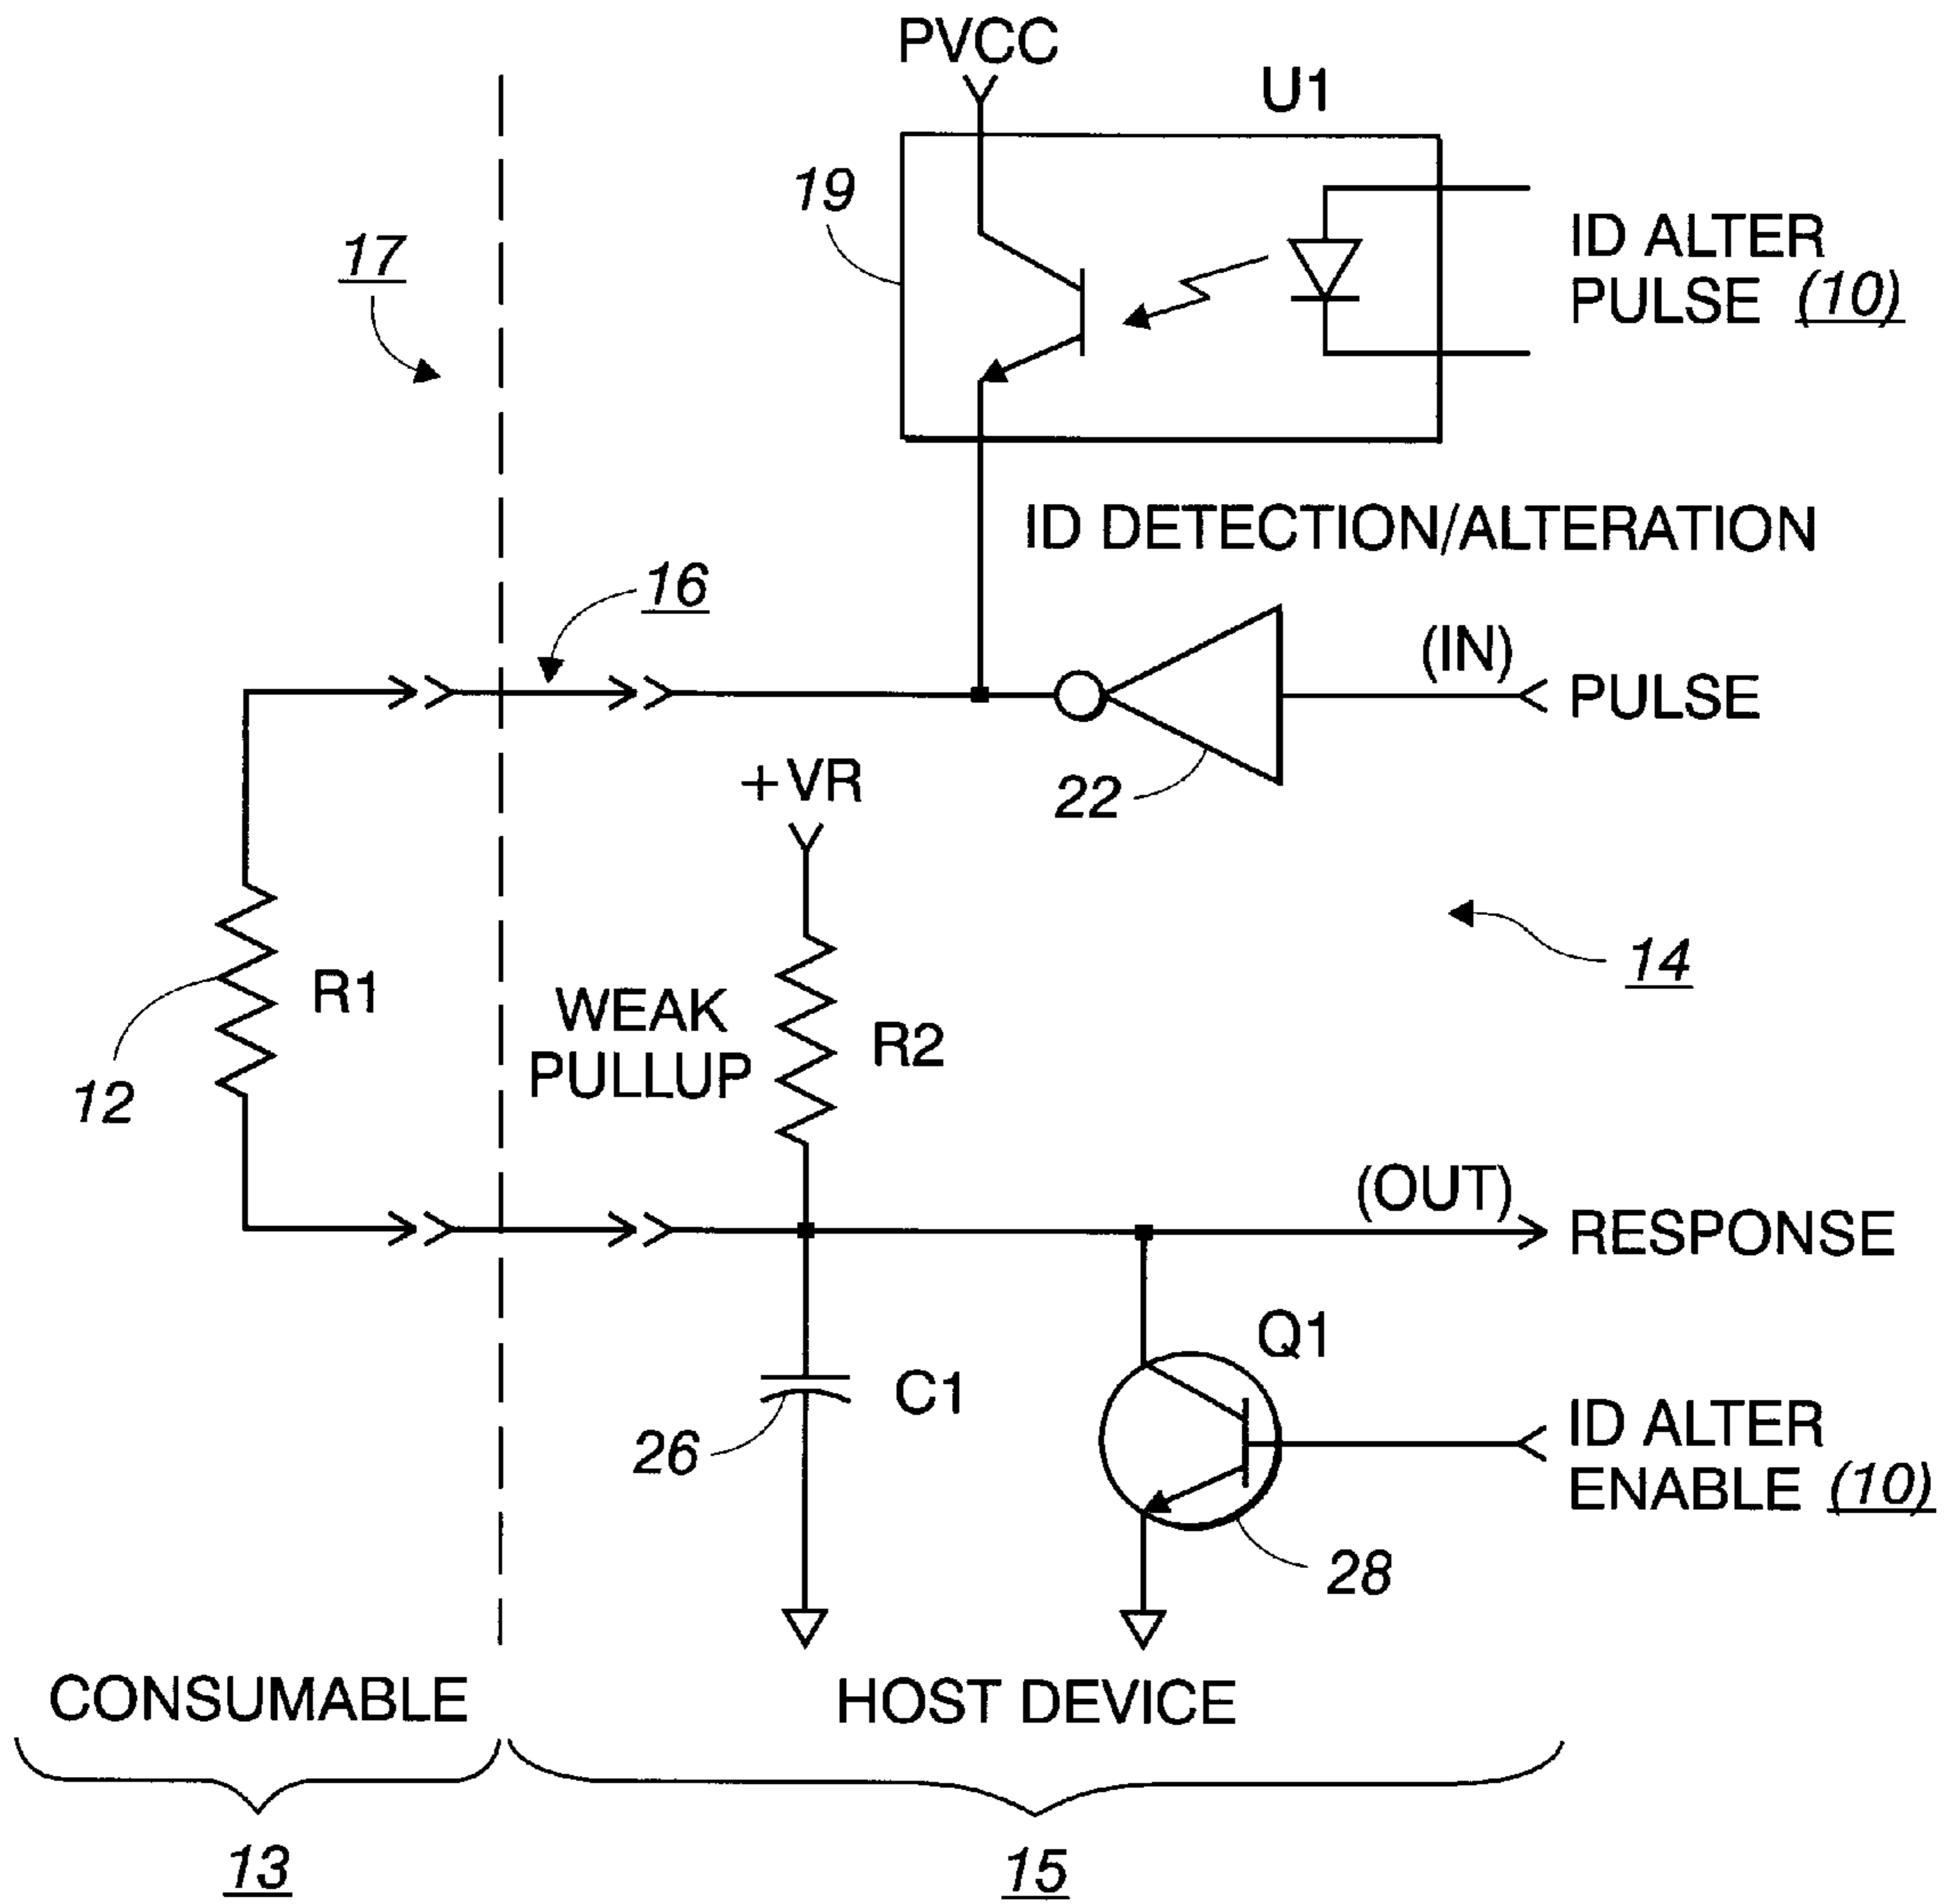 PVCC
U1
19
ID ALTER
PULSE (10)
17
ID DETECTION/ALTERATION
16
(IN)
PULSE
22
+VR
14
R1
WEAK
PULLUP
R2
12
(OUT)
RESPONSE
Q1
C1
26
ID ALTER
ENABLE (10)
28
CONSUMABLE
HOST DEVICE
13
15